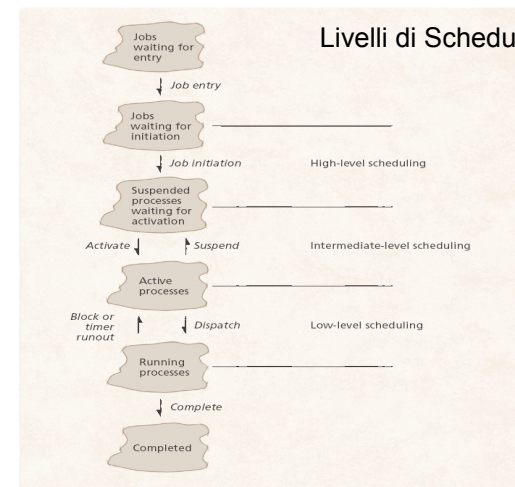 Livelli di Schedu
Jobs
waiting for
entry
Job entry
Jobs
waiting for
initiation
Job initiation
High-level scheduling
Suspended
processes
waiting for
activation
Activate
Suspend
Intermediate-level scheduling
Active
processes
Block or
timer
runout
Dispatch
Low-level scheduling
Running
processes
Complete
Completed